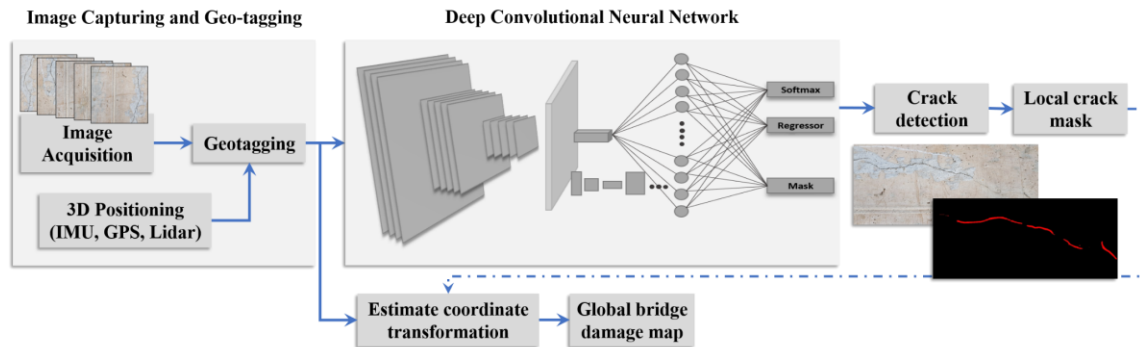 Image Capturing and Geo-tagging
Deep Convolutional Neural Network
Image
Acquisition
Geotagging
3D Positioning
(IMU, GPS, Lidar)
Softmax
Regressor
Mask
Crack
detection
Local crack
mask
Estimate coordinate
transformation
Global bridge
damage map